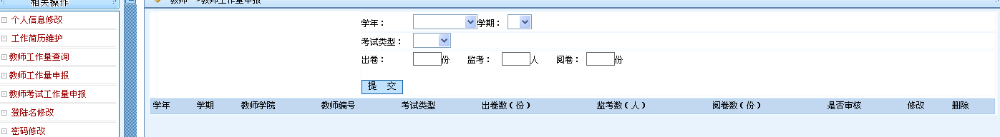 相关操作
教师-->教师工作量申报
个人信息修改
工作简历维护
教师工作量查询
教师工作量申报
教师考试工作量申报
登陆名修改
密码修改
学年： 学期：
考试类型：
出卷： 份 监考： 人 阅卷： 份
提 交
学年 学期 教师学院 教师编号 考试类型 出卷数（份） 监考数（人） 阅卷数（份） 是否审核 修改 删除